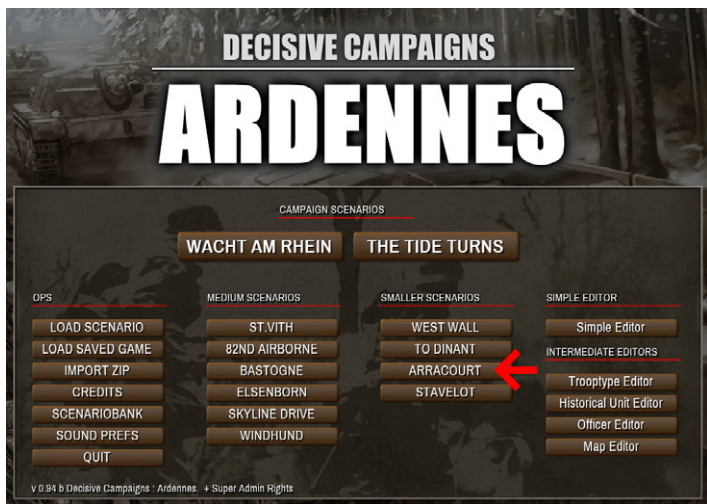 DECISIVE CAMPAIGNS
ARDENNES
CAMPAIGN SCENARIOS
WACHT AM RHEIN
THE TIDE TURNS
OPS
LOAD SCENARIO
LOAD SAVED GAME
IMPORT ZIP
CREDITS
SCENARIOBANK
SOUND PREFS
QUIT
MEDIUM SCENARIOS
ST.VITH
82ND AIRBORNE
BASTOGNE
ELSENBORN
SKYLINE DRIVE
WINDHUND
SMALLER SCENARIOS
WEST WALL
TO DINANT
ARRACOURT
STAVELOT
SIMPLE EDITOR
Simple Editor
INTERMEDIATE EDITORS
Trooptype Editor
Historical Unit Editor
Officer Editor
Map Editor
v 0.94 b Decisive Campaigns : Ardennes. + Super Admin Rights